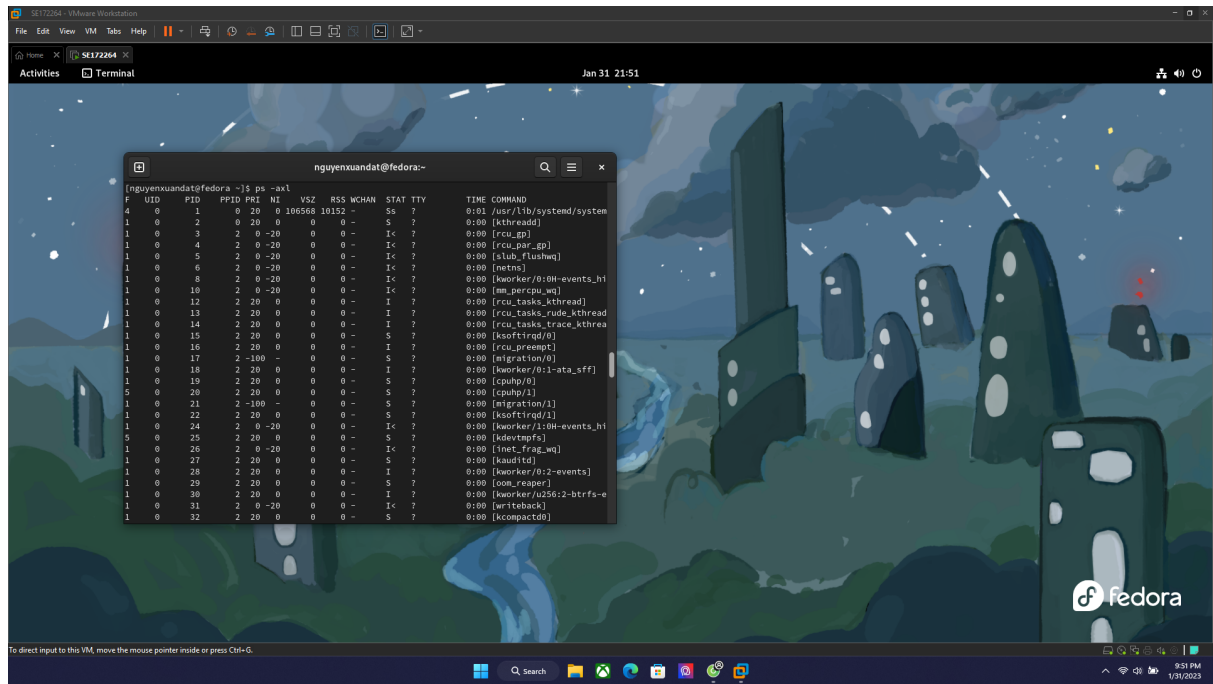 SE172264 - VMware Workstation
File Edit View VM Tabs Help
Home SE172264
Activities Terminal Jan 31 21:51
nguyenxuandat@fedora:~
[nguyenxuandat@fedora ~]$ ps -axl
F UID PID PPID PRI NI VSZ RSS WCHAN STAT TTY TIME COMMAND
4 0 1 0 20 0 106568 10152 - Ss ? 0:01 /usr/lib/systemd/system
1 0 2 0 20 0 0 0 - S ? 0:00 [kthreadd]
1 0 3 2 0 -20 0 0 - I< ? 0:00 [rcu_gp]
1 0 4 2 0 -20 0 0 - I< ? 0:00 [rcu_par_gp]
1 0 5 2 0 -20 0 0 - I< ? 0:00 [slub_flushwq]
1 0 6 2 0 -20 0 0 - I< ? 0:00 [netns]
1 0 8 2 0 -20 0 0 - I< ? 0:00 [kworker/0:0H-events_hi
1 0 10 2 0 -20 0 0 - I< ? 0:00 [mm_percpu_wq]
1 0 12 2 20 0 0 0 - I ? 0:00 [rcu_tasks_kthread]
1 0 13 2 20 0 0 0 - I ? 0:00 [rcu_tasks_rude_kthread
1 0 14 2 20 0 0 0 - I ? 0:00 [rcu_tasks_trace_kthrea
1 0 15 2 20 0 0 0 - S ? 0:00 [ksoftirqd/0]
1 0 16 2 20 0 0 0 - I ? 0:00 [rcu_preempt]
1 0 17 2 -100 - 0 0 - S ? 0:00 [migration/0]
1 0 18 2 20 0 0 0 - I ? 0:00 [kworker/0:1-ata_sff]
1 0 19 2 20 0 0 0 - S ? 0:00 [cpuhp/0]
5 0 20 2 20 0 0 0 - S ? 0:00 [cpuhp/1]
1 0 21 2 -100 - 0 0 - S ? 0:00 [migration/1]
1 0 22 2 20 0 0 0 - S ? 0:00 [ksoftirqd/1]
1 0 24 2 0 -20 0 0 - I< ? 0:00 [kworker/1:0H-events_hi
5 0 25 2 20 0 0 0 - S ? 0:00 [kdevtmpfs]
1 0 26 2 0 -20 0 0 - I< ? 0:00 [inet_frag_wq]
1 0 27 2 20 0 0 0 - S ? 0:00 [kauditd]
1 0 28 2 20 0 0 0 - I ? 0:00 [kworker/0:2-events]
1 0 29 2 20 0 0 0 - S ? 0:00 [oom_reaper]
1 0 30 2 20 0 0 0 - I ? 0:00 [kworker/u256:2-btrfs-e
1 0 31 2 0 -20 0 0 - I< ? 0:00 [writeback]
1 0 32 2 20 0 0 0 - S ? 0:00 [kcompactd0]
fedora
To direct input to this VM, move the mouse pointer inside or press Ctrl+G.
Search
9:51 PM
1/31/2023